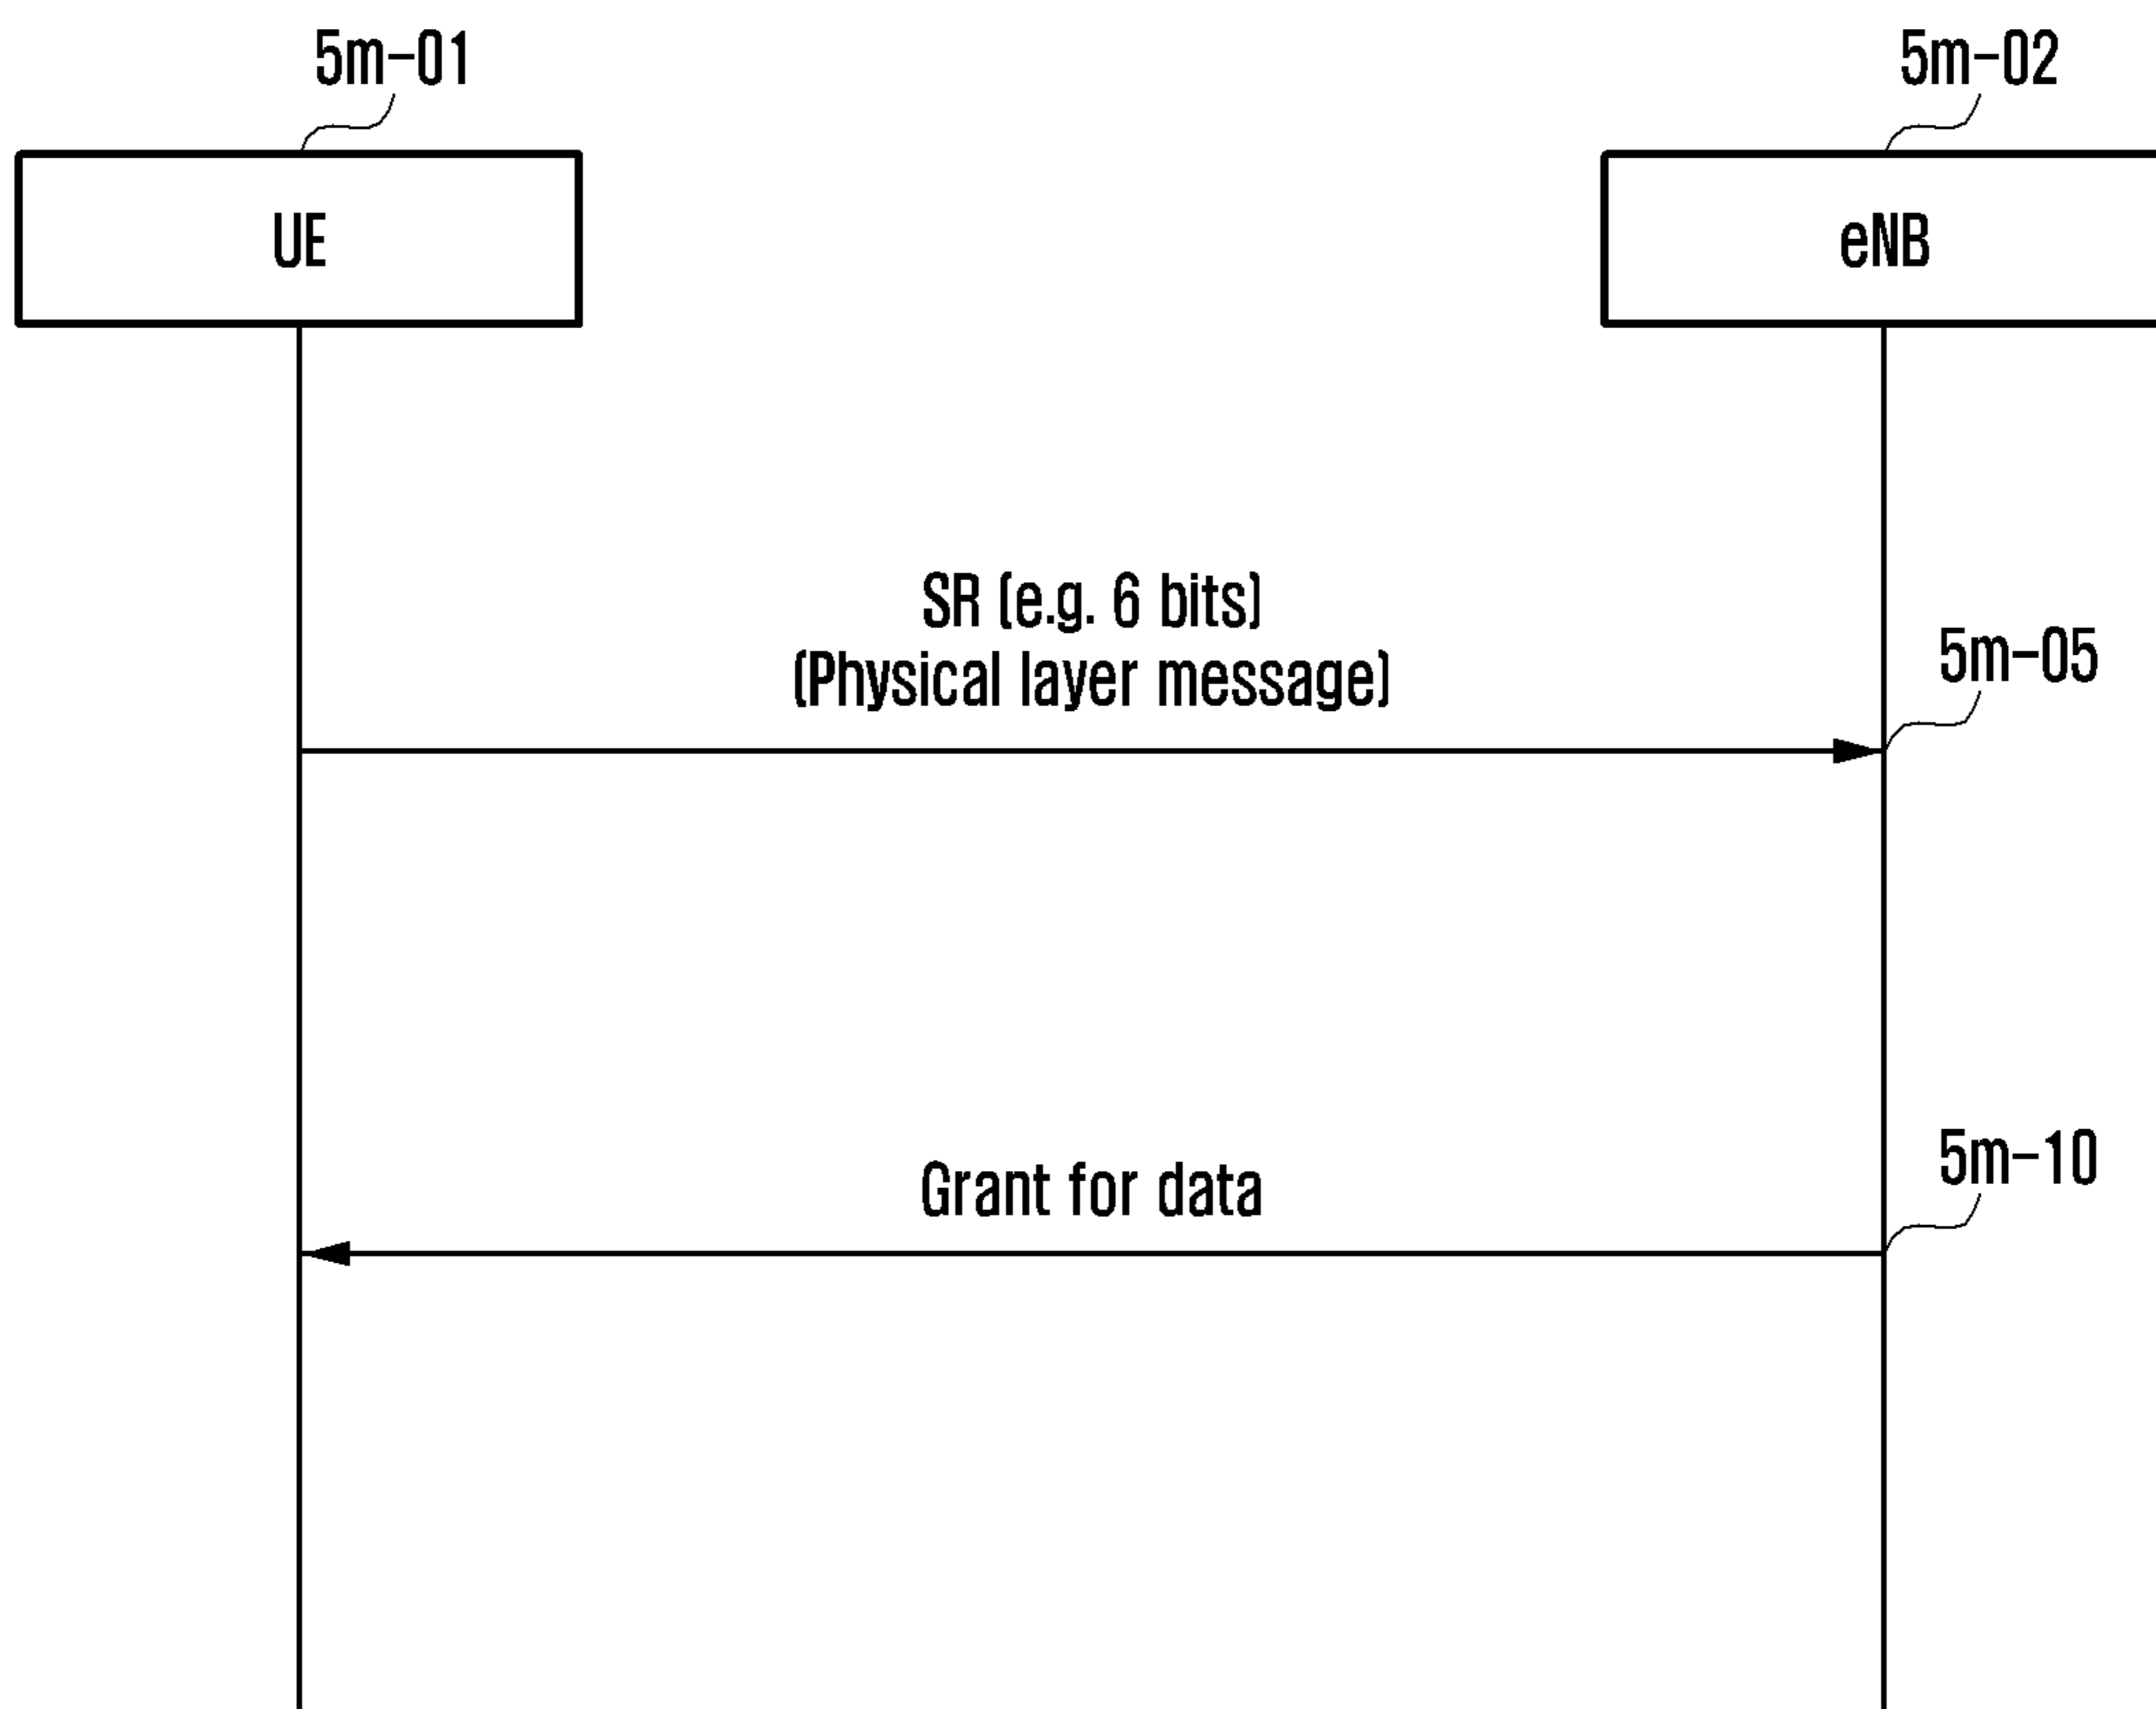 5m-01
5m-02
UE
eNB
SR (e.g. 6 bits)
(Physical layer message)
5m-05
Grant for data
5m-10